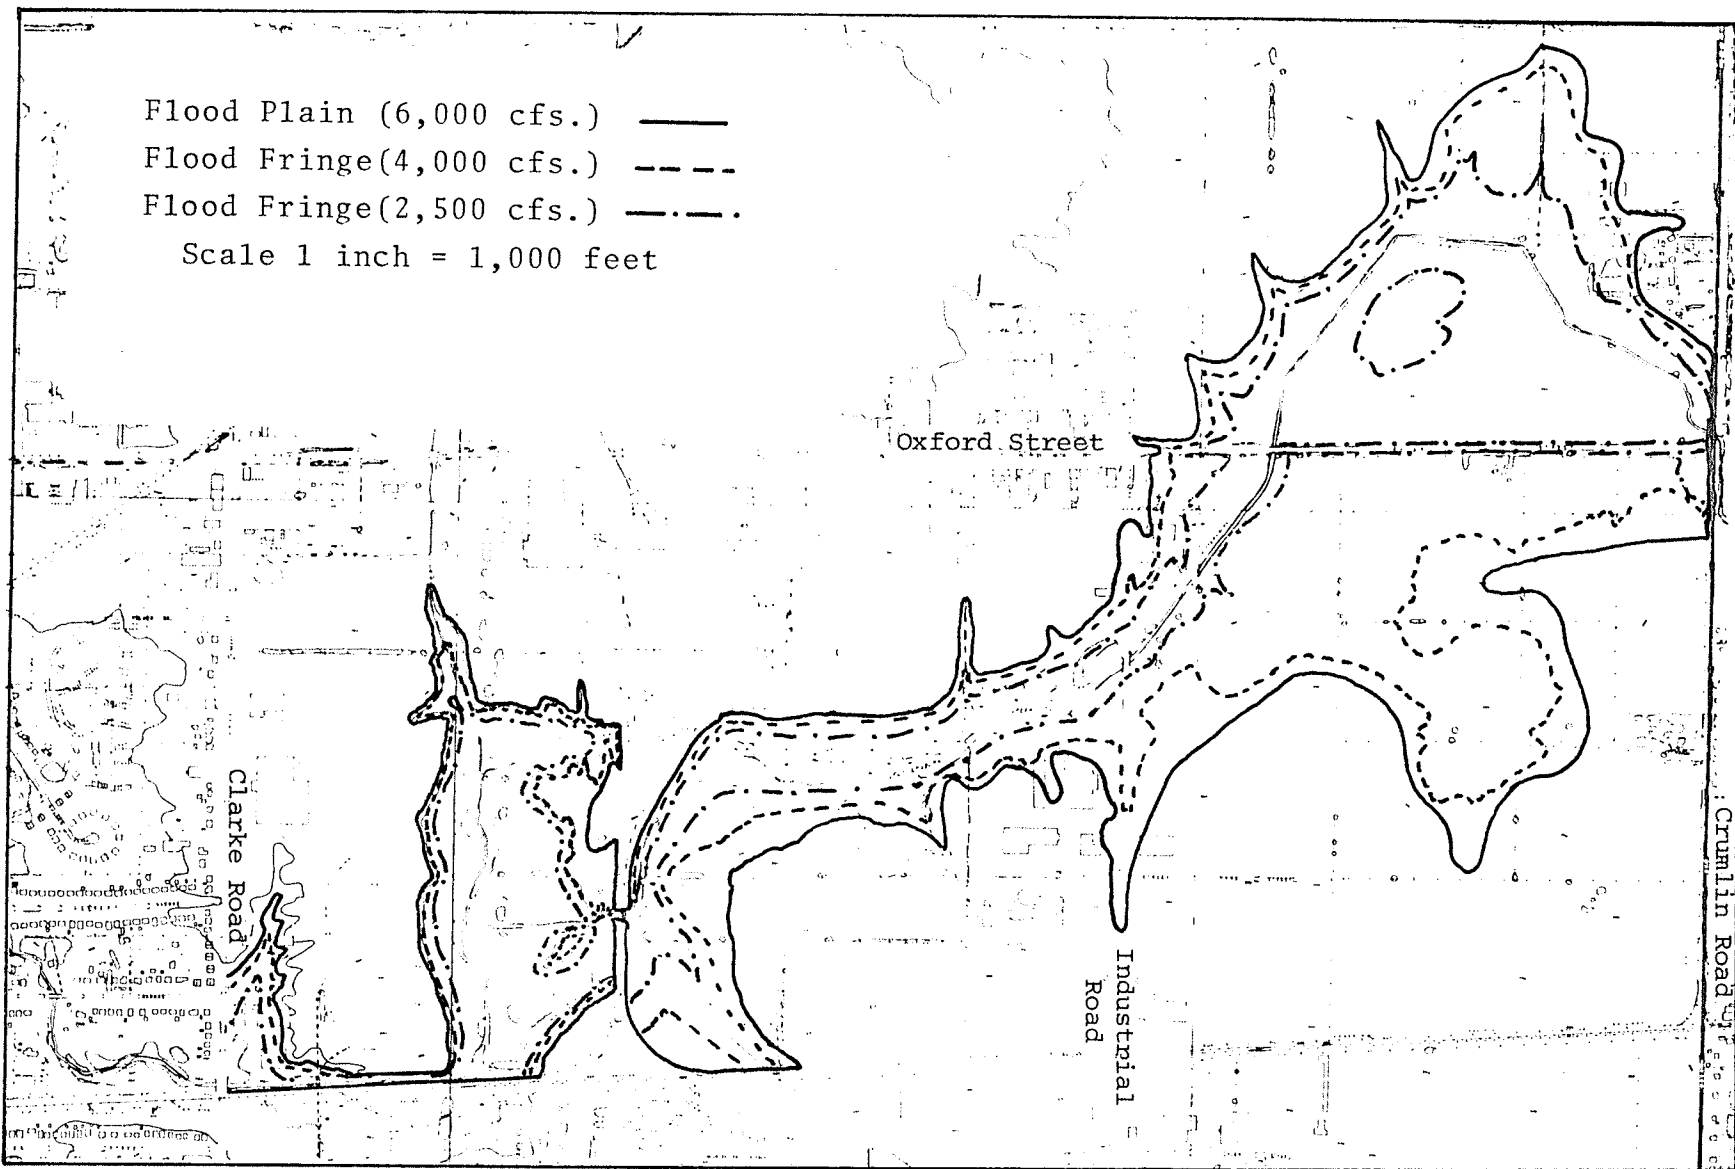 Flood Plain (6,000 cfs.)
Flood Fringe(4,000 cfs.)
Flood Fringe(2,500 cfs.)
Scale 1 inch = 1,000 feet
Oxford Street
Clarke Road
Industrial
Road
Crumlin Road